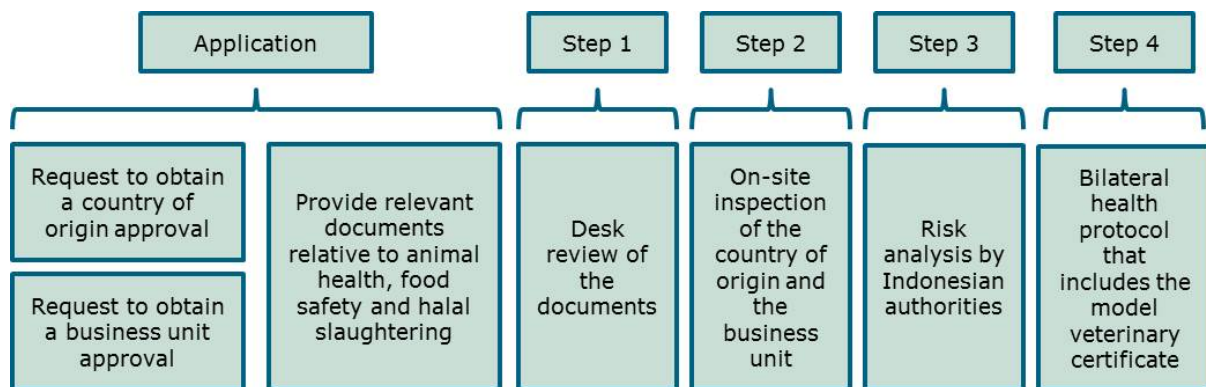 Application
Step 1
Step 2
Step 3
Step 4
Request to obtain
a country of
origin approval
Request to obtain
a business unit
approval
Provide relevant
documents
relative to animal
health, food
safety and halal
slaughtering
Desk
review of
the
documents
On-site
inspection
of the
country of
origin and
the
business
unit
Risk
analysis by
Indonesian
authorities
Bilateral
health
protocol
that
includes the
model
veterinary
certificate